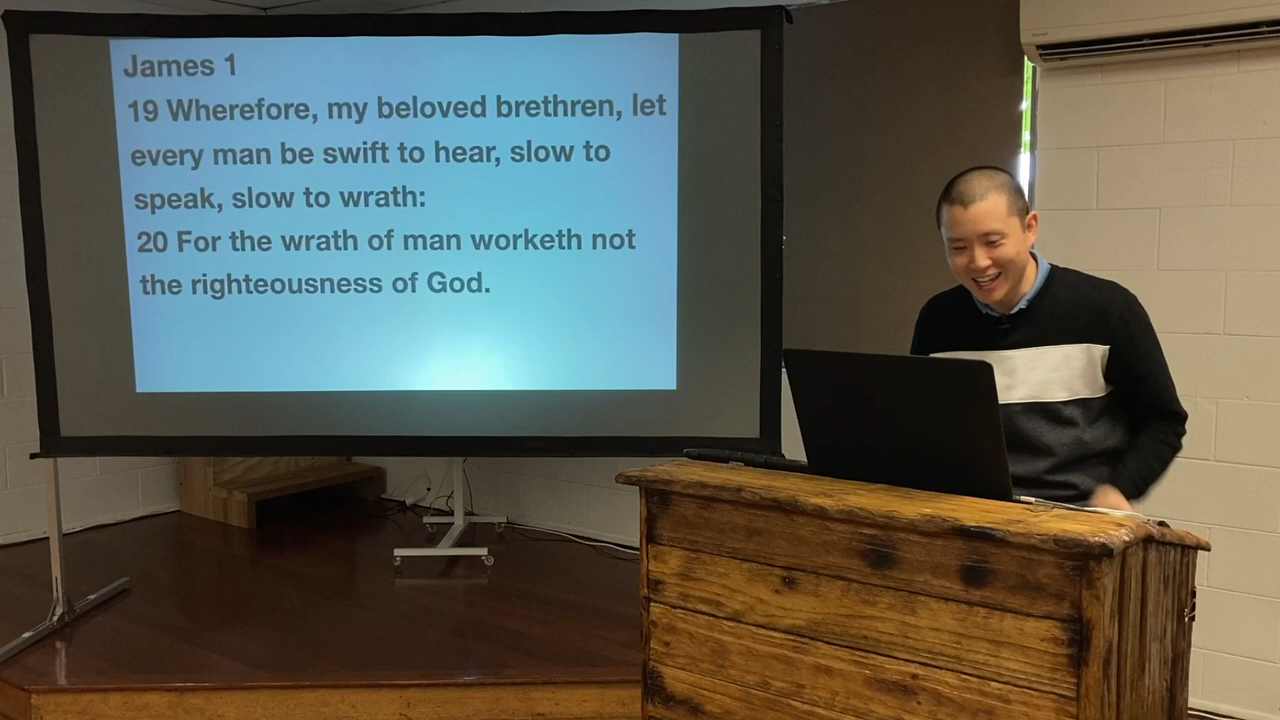 James 1
19 Wherefore, my beloved brethren, let
every man be swift to hear, slow to
speak, slow to wrath:
20 For the wrath of man worketh not
the righteousness of God.